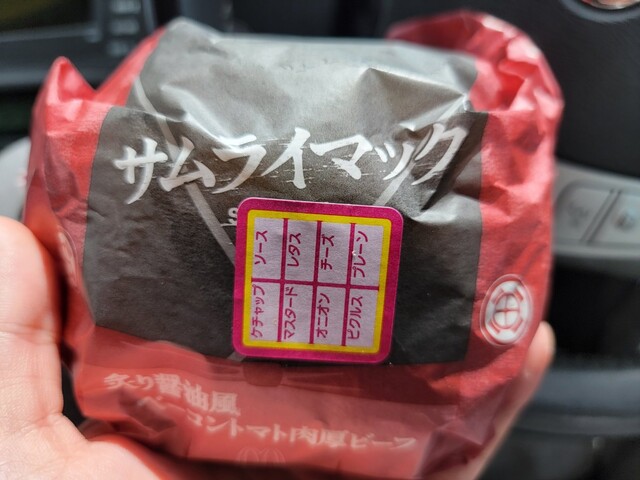 サムライマック
ケチャップ ソース
マスタード レタス
オニオン チーズ
ピクルス プレーン
炙り醤油風
ベーコントマト肉厚ビーフ